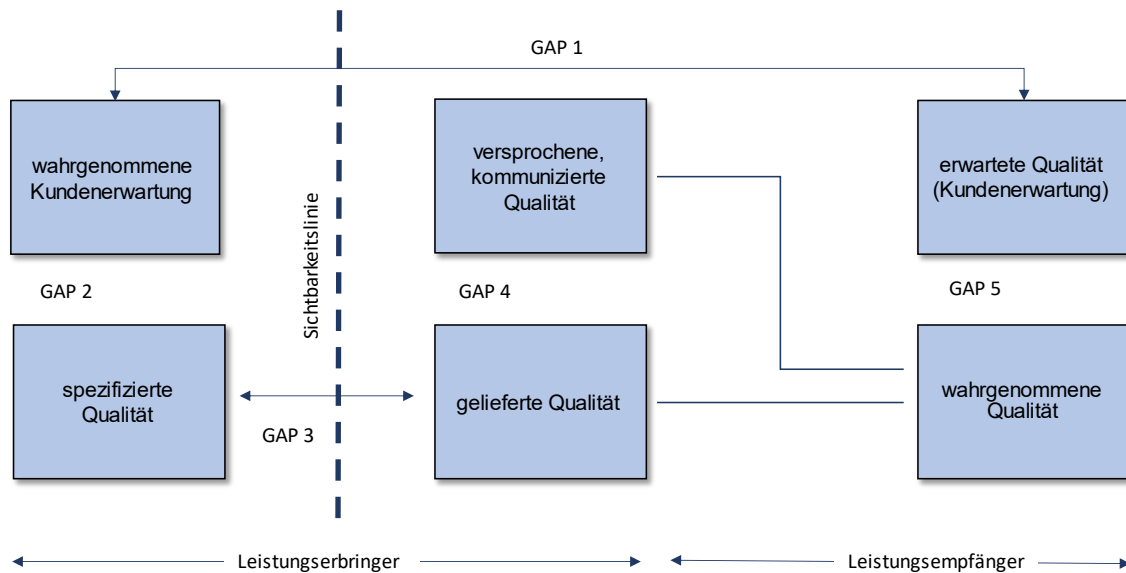 GAP 1
wahrgenommene
Kundenerwartung
versprochene,
kommunizierte
Qualität
erwartete Qualität
(Kundenerwartung)
Sichtbarkeitslinie
GAP 2
GAP 4
GAP 5
spezifizierte
Qualität
GAP 3
gelieferte Qualität
wahrgenommene
Qualität
Leistungserbringer
Leistungsempfänger